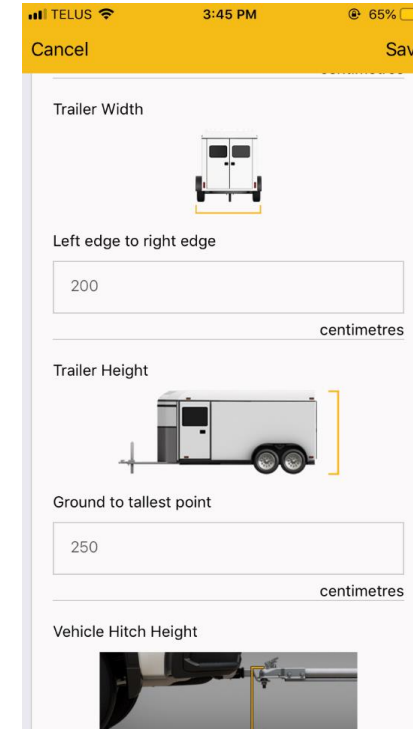 TELUS 3:45 PM 65%
Cancel Sav
Trailer Width
Left edge to right edge
200
centimetres
Trailer Height
Ground to tallest point
250
centimetres
Vehicle Hitch Height